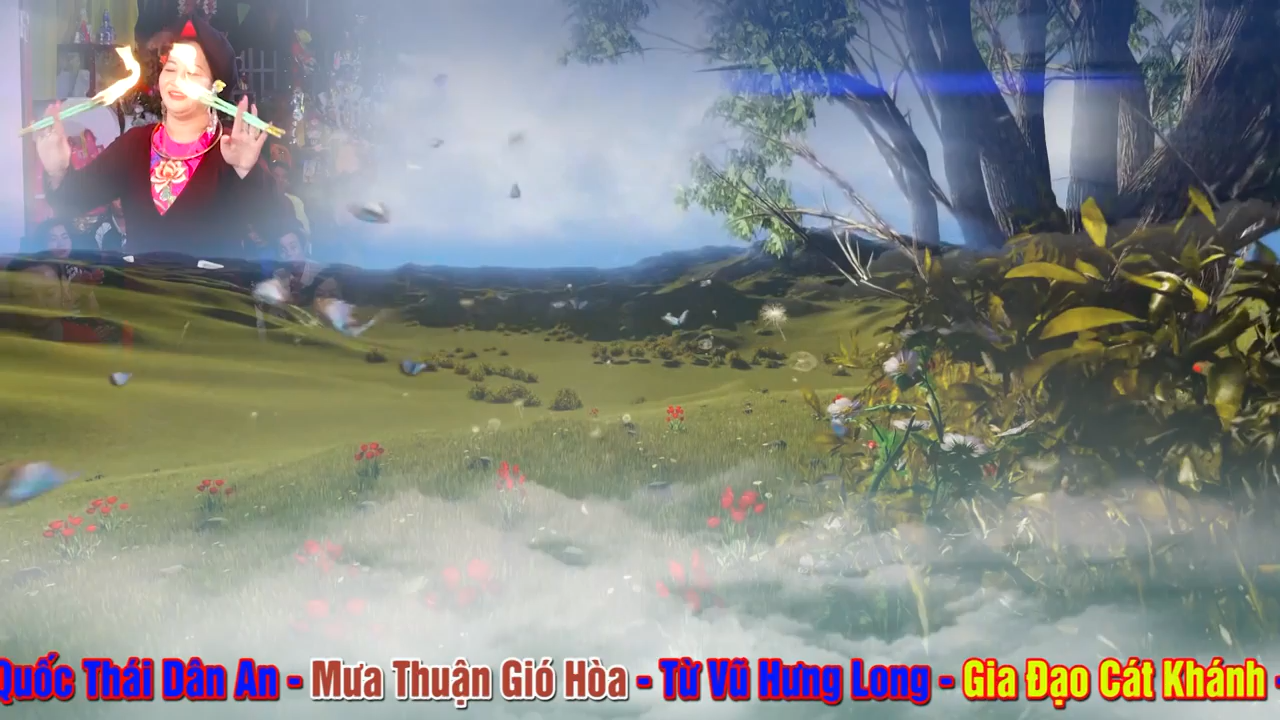 Quốc Thái Dân An - Mưa Thuận Gió Hòa - Từ Vũ Hưng Long - Gia Đạo Cát Khánh -